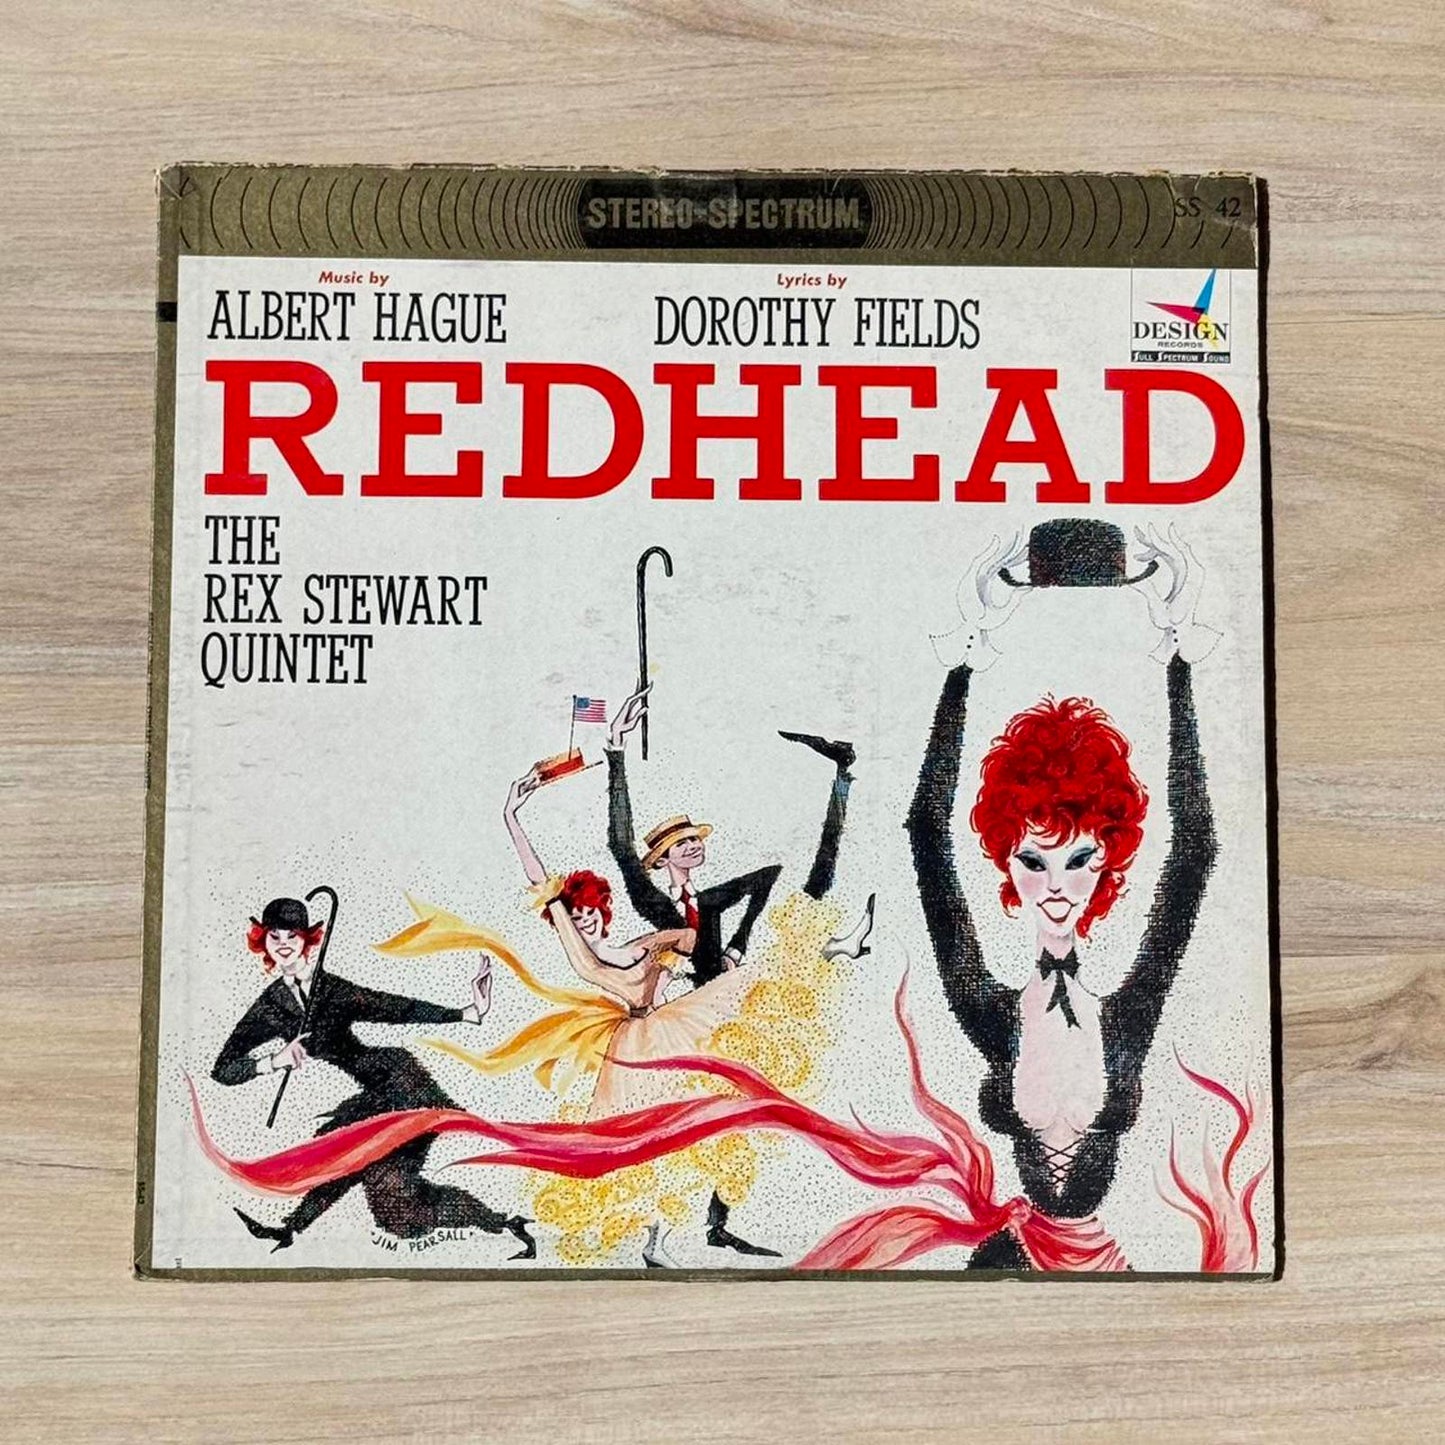 STEREO-SPECTRUM
SS 42
Music by
ALBERT HAGUE
Lyrics by
DOROTHY FIELDS
DESIGN
RECORDS
FULL SPECTRUM SOUND
REDHEAD
THE
REX STEWART
QUINTET
"JIM PEARSALL"